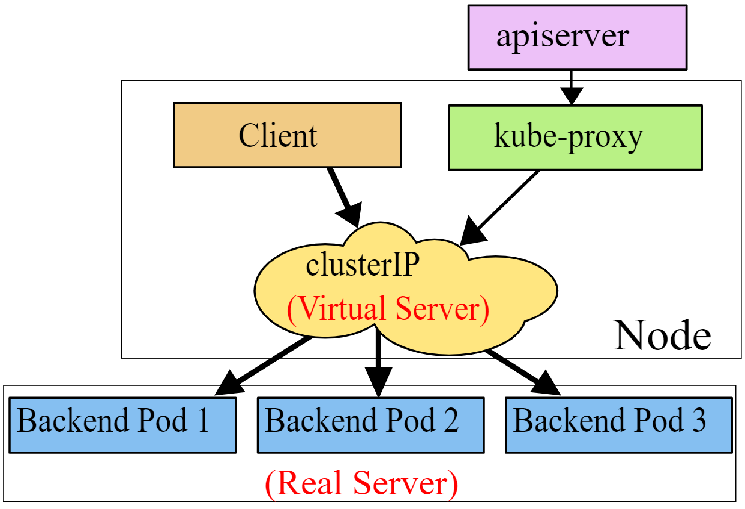 apiserver
Client
kube-proxy
clusterIP
(Virtual Server)
Node
Backend Pod 1
Backend Pod 2
Backend Pod 3
(Real Server)